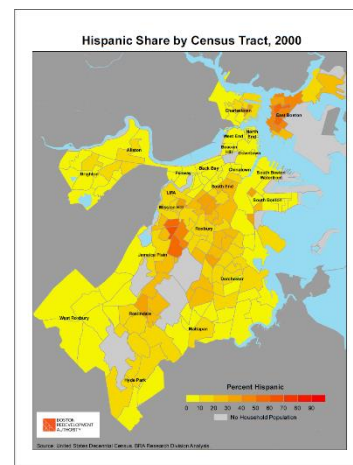 Hispanic Share by Census Tract, 2000
Charlestown
East Boston
North
End
West End
Beacon
Hill
Downtown
Allston
Brighton
Fenway
Back Bay
Chinatown
South Boston
Waterfront
South End
LMA
Mission Hill
South Boston
Roxbury
Jamaica Plain
Dorchester
West Roxbury
Roslindale
Mattapan
Hyde Park
Percent Hispanic
0 10 20 30 40 50 60 70 80 90
No Household Population
BOSTON
REDEVELOPMENT
AUTHORITY
Source: United States Decennial Census, BRA Research Division Analysis